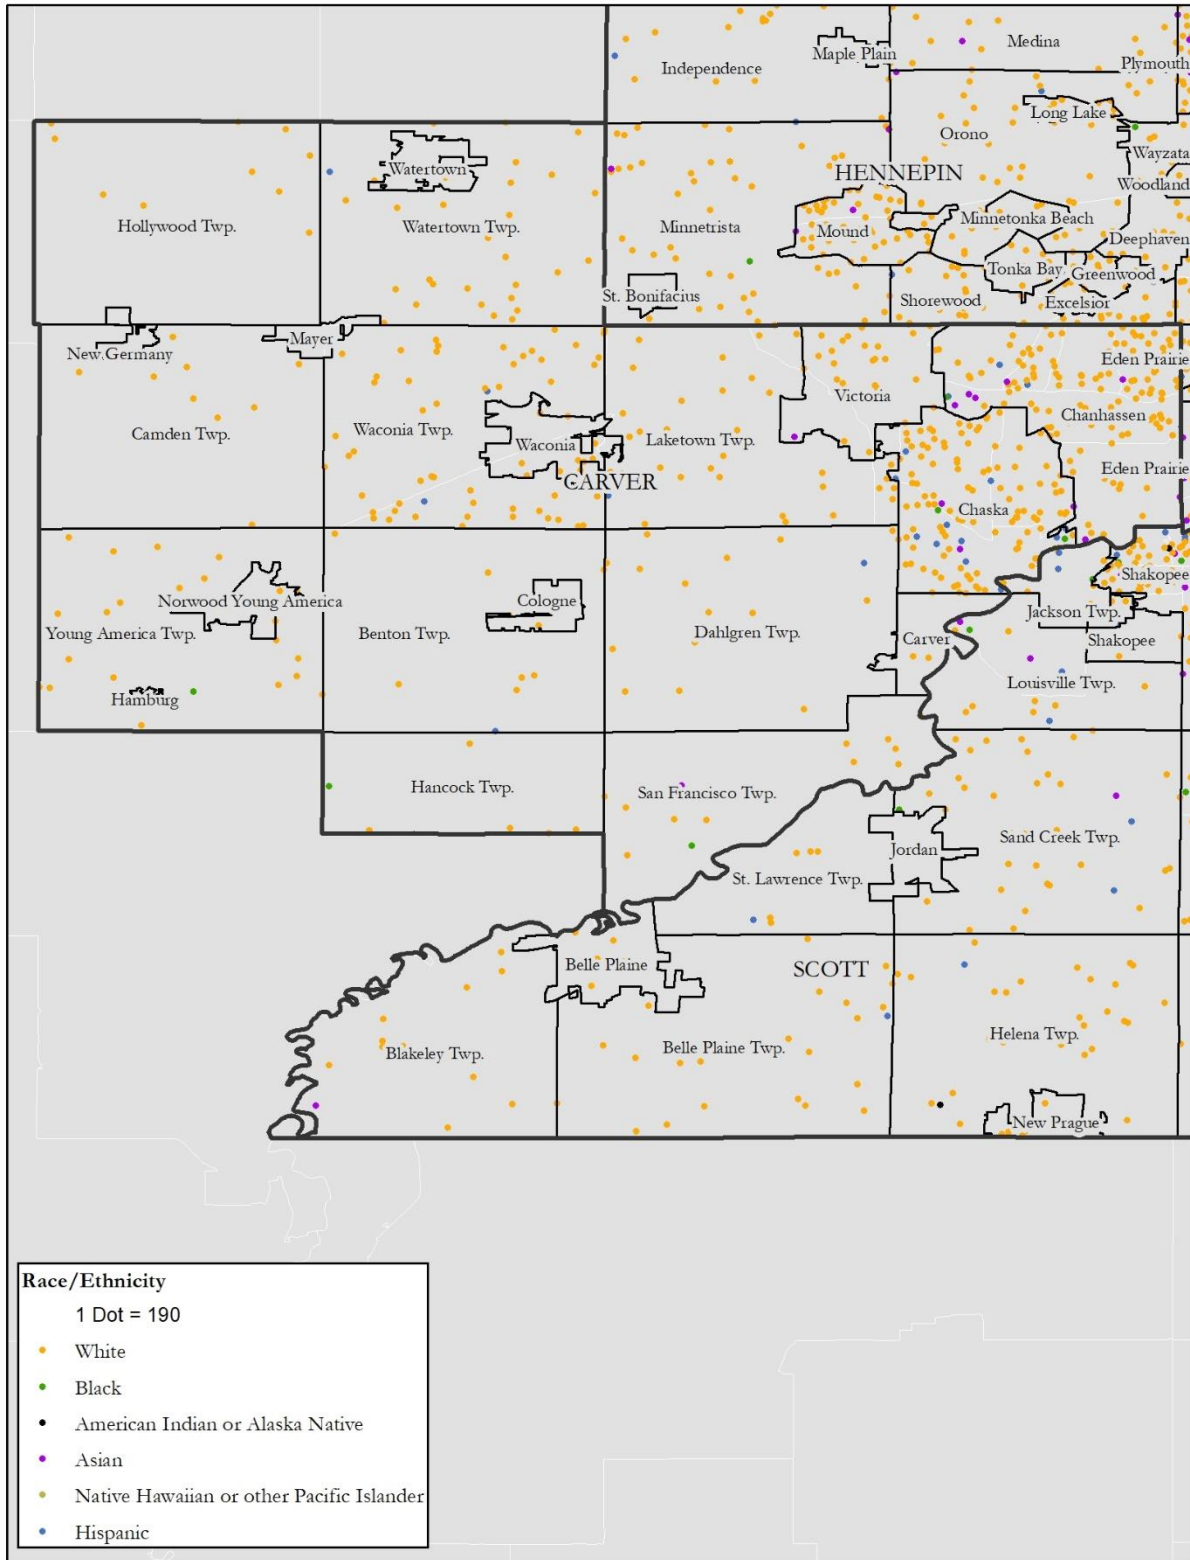 Maple Plain
Medina
Independence
Plymouth
Long Lake
Orono
Wayzata
Watertown
HENNEPIN
Woodland
Hollywood Twp.
Watertown Twp.
Minnetrista
Mound
Minnetonka Beach
Deephaven
Tonka Bay
Greenwood
St. Bonifacius
Shorewood
Excelsior
New Germany
Mayer
Eden Prairie
Victoria
Chanhassen
Camden Twp.
Waconia Twp.
Waconia
Laketown Twp.
Eden Prairie
CARVER
Chaska
Shakopee
Norwood Young America
Cologne
Jackson Twp.
Young America Twp.
Benton Twp.
Dahlgren Twp.
Carver
Shakopee
Hamburg
Louisville Twp.
Hancock Twp.
San Francisco Twp.
Jordan
Sand Creek Twp.
St. Lawrence Twp.
Belle Plaine
SCOTT
Blakeley Twp.
Belle Plaine Twp.
Helena Twp.
New Prague
Race/Ethnicity
1 Dot = 190
White
Black
American Indian or Alaska Native
Asian
Native Hawaiian or other Pacific Islander
Hispanic